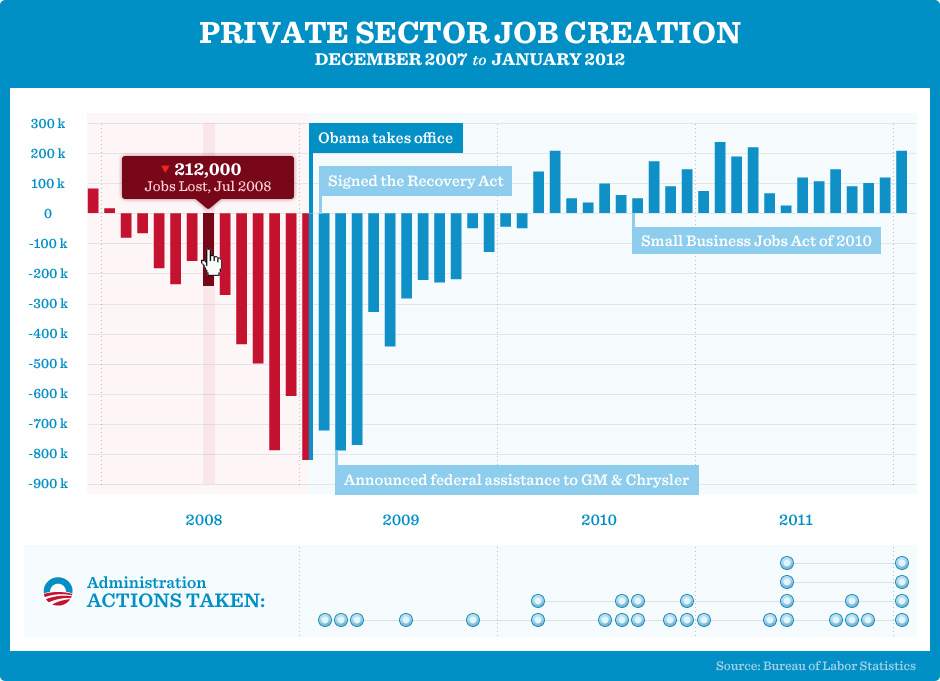 PRIVATE SECTOR JOB CREATION
DECEMBER 2007 to JANUARY 2012
300 k
200 k
100 k
0
-100 k
-200 k
-300 k
-400 k
-500 k
-600 k
-700 k
-800 k
-900 k
Obama takes office
212,000
Jobs Lost, Jul 2008
Signed the Recovery Act
Small Business Jobs Act of 2010
Announced federal assistance to GM & Chrysler
2008
2009
2010
2011
Administration
ACTIONS TAKEN:
Source: Bureau of Labor Statistics